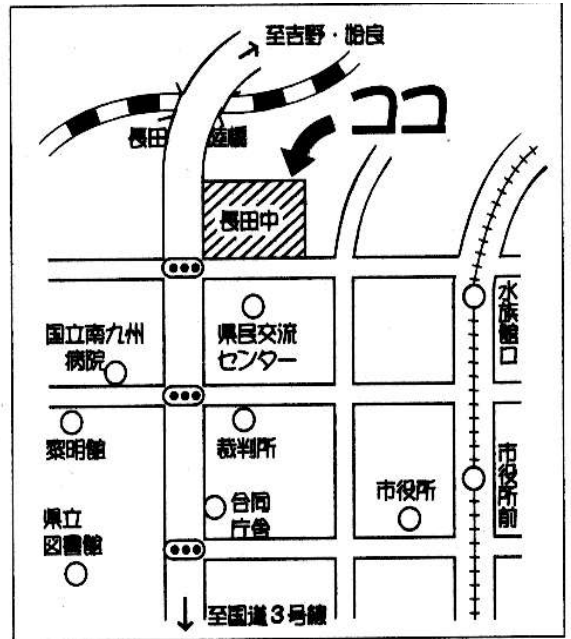 至吉野・姶良
ココ
長田陸橋
長田中
国立南九州
病院
県民交流
センター
水族館口
黎明館
裁判所
合同
庁舎
市役所
市役所前
県立
図書館
至国道3号線